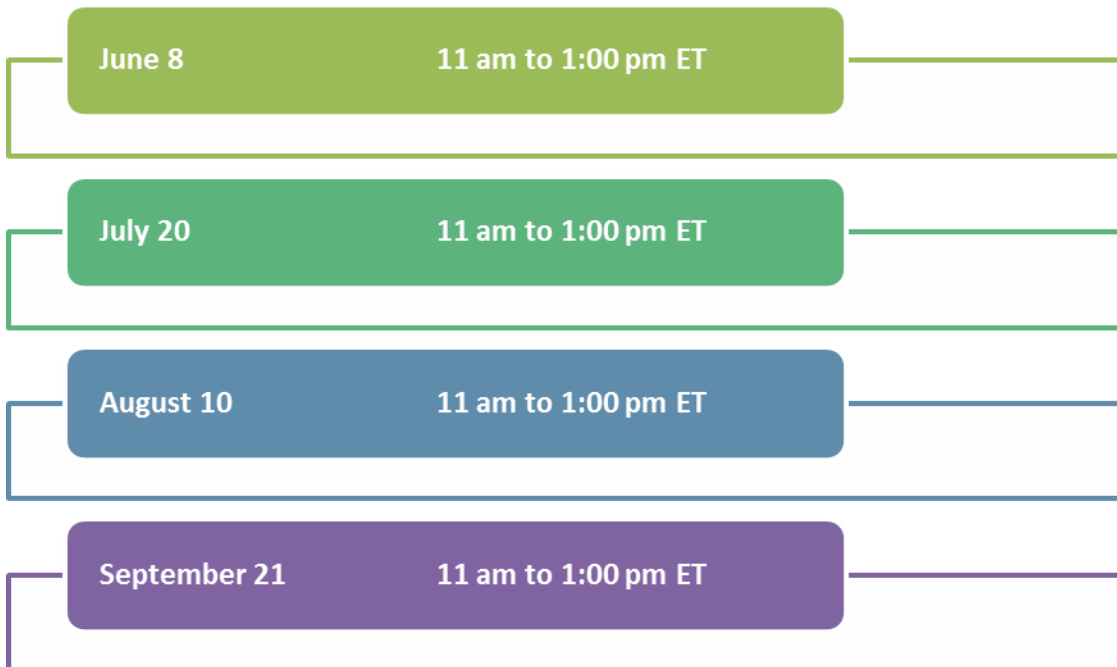 June 8 11 am to 1:00 pm ET
July 20 11 am to 1:00 pm ET
August 10 11 am to 1:00 pm ET
September 21 11 am to 1:00 pm ET